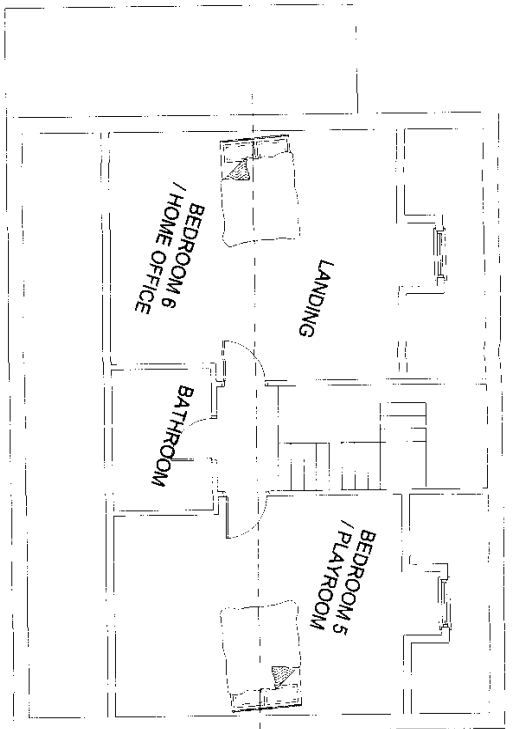 BEDROOM 6
/ HOME OFFICE
LANDING
BATHROOM
BEDROOM 5
/ PLAYROOM